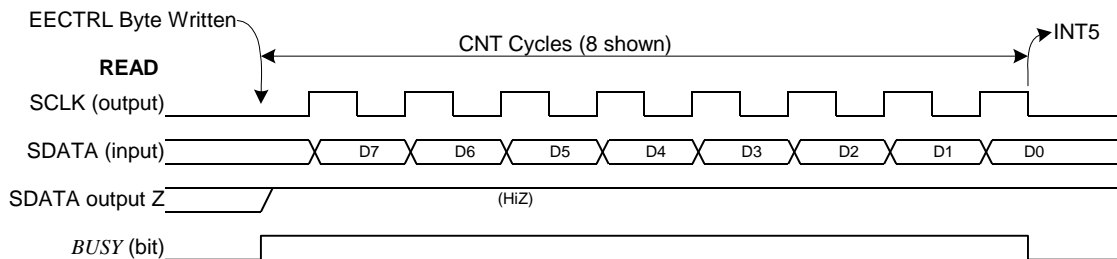 EECTRL Byte Written
INT5
CNT Cycles (8 shown)
READ
SCLK (output)
SDATA (input) D7 D6 D5 D4 D3 D2 D1 D0
SDATA output Z (HiZ)
BUSY (bit)